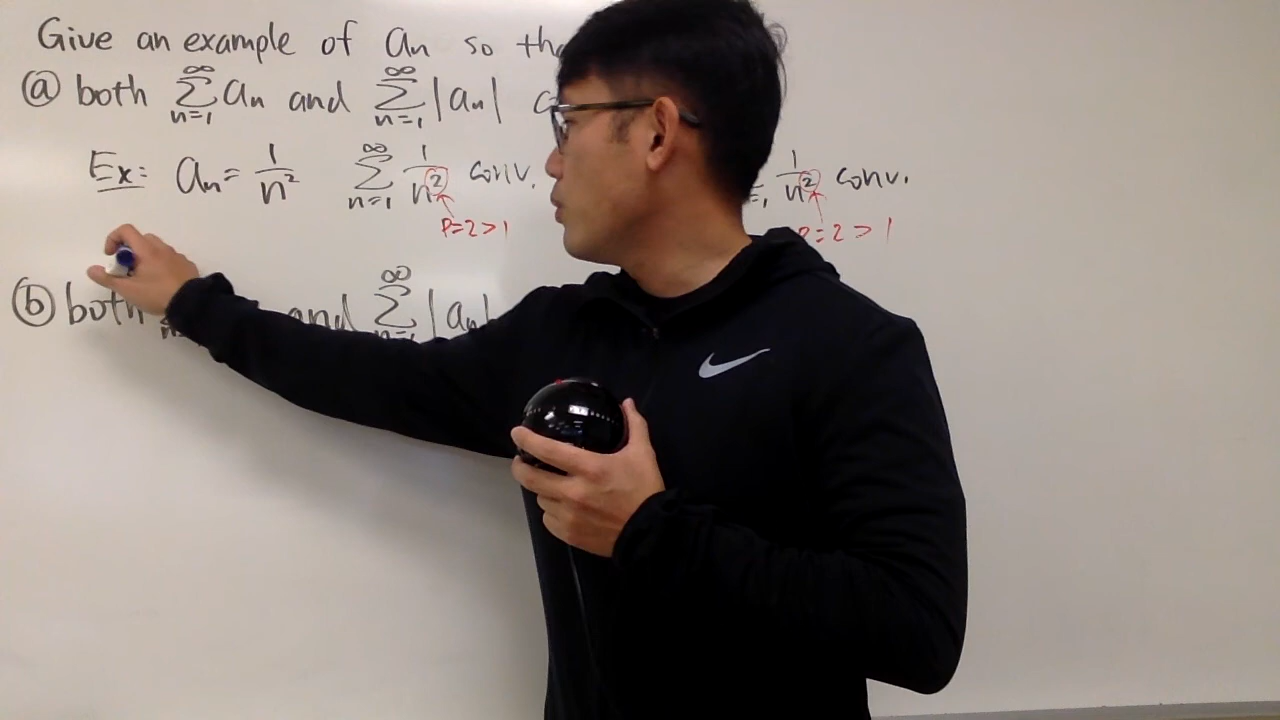 Give an example of an so
ⓐ both ∞∑n=1 an and ∞∑n=1 |an|
Ex: an = 1/n² ∞∑n=1 1/n² conv. 1/n² conv.
P=2>1 P=2>1
ⓑ both and ∞∑n=1 |an|